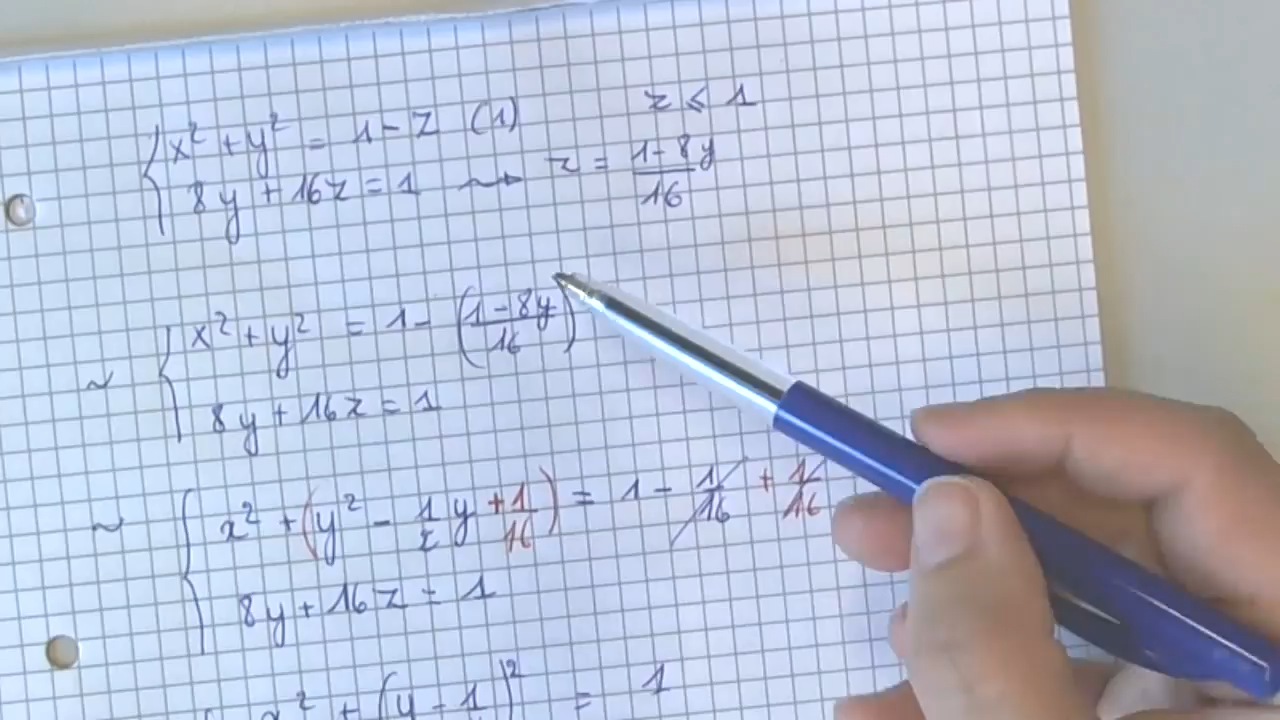 x² + y² = 1 - z (1) z ≤ 1
8y + 16z = 1 ⇝ z = (1 - 8y)/16
~ x² + y² = 1 - ((1 - 8y)/16)
8y + 16z = 1
~ x² + (y² - 1/2 y + 1/16) = 1 - 1/16 + 1/16
8y + 16z = 1
x² + (y - 1)² = 1